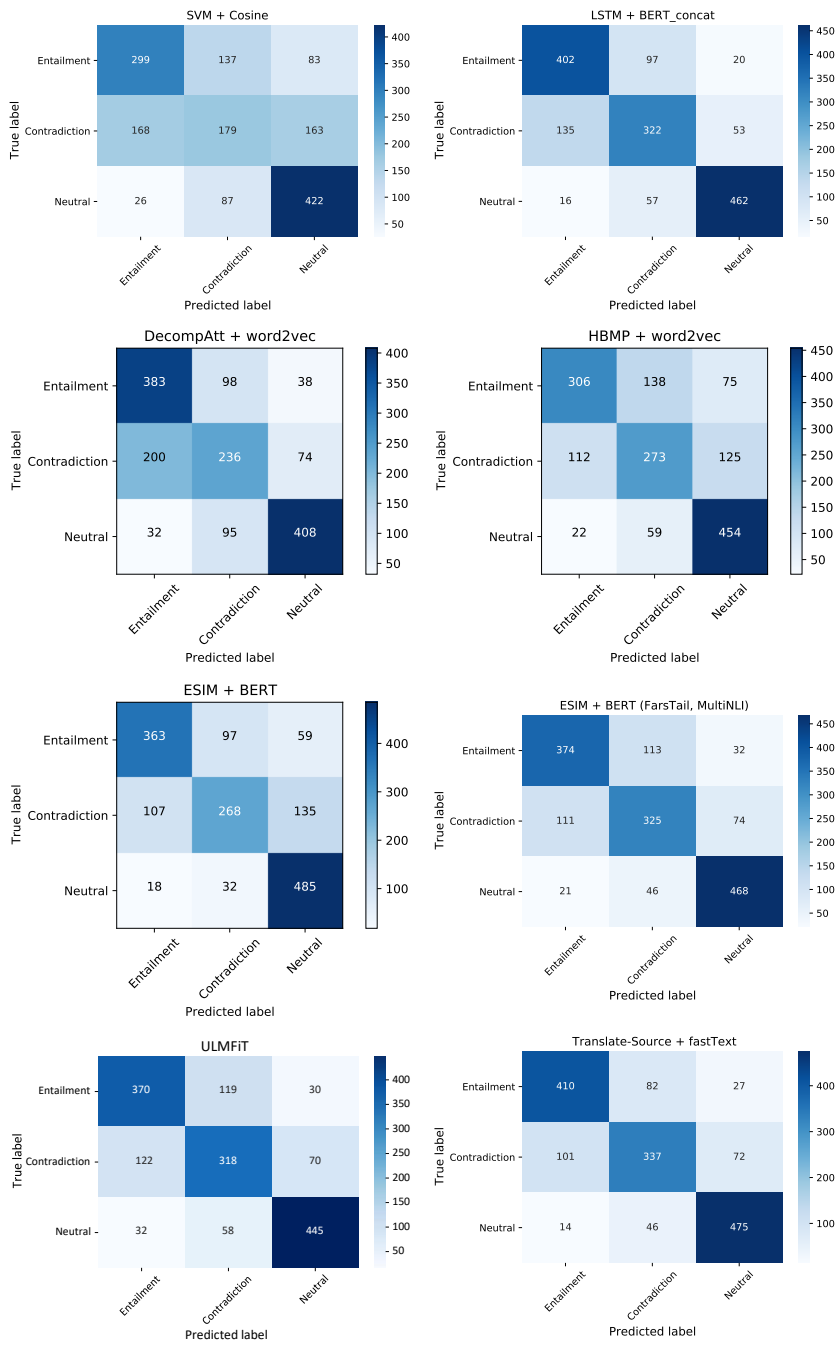 SVM + Cosine
True label
Entailment 299 137 83
Contradiction 168 179 163
Neutral 26 87 422
Entailment Contradiction Neutral
Predicted label
400
350
300
250
200
150
100
50
LSTM + BERT_concat
True label
Entailment 402 97 20
Contradiction 135 322 53
Neutral 16 57 462
Entailment Contradiction Neutral
Predicted label
450
400
350
300
250
200
150
100
50
DecompAtt + word2vec
True label
Entailment 383 98 38
Contradiction 200 236 74
Neutral 32 95 408
Entailment Contradiction Neutral
Predicted label
400
350
300
250
200
150
100
50
HBMP + word2vec
True label
Entailment 306 138 75
Contradiction 112 273 125
Neutral 22 59 454
Entailment Contradiction Neutral
Predicted label
450
400
350
300
250
200
150
100
50
ESIM + BERT
True label
Entailment 363 97 59
Contradiction 107 268 135
Neutral 18 32 485
Entailment Contradiction Neutral
Predicted label
400
300
200
100
ESIM + BERT (FarsTail, MultiNLI)
True label
Entailment 374 113 32
Contradiction 111 325 74
Neutral 21 46 468
Entailment Contradiction Neutral
Predicted label
450
400
350
300
250
200
150
100
50
ULMFiT
True label
Entailment 370 119 30
Contradiction 122 318 70
Neutral 32 58 445
Entailment Contradiction Neutral
Predicted label
400
350
300
250
200
150
100
50
Translate-Source + fastText
True label
Entailment 410 82 27
Contradiction 101 337 72
Neutral 14 46 475
Entailment Contradiction Neutral
Predicted label
400
300
200
100